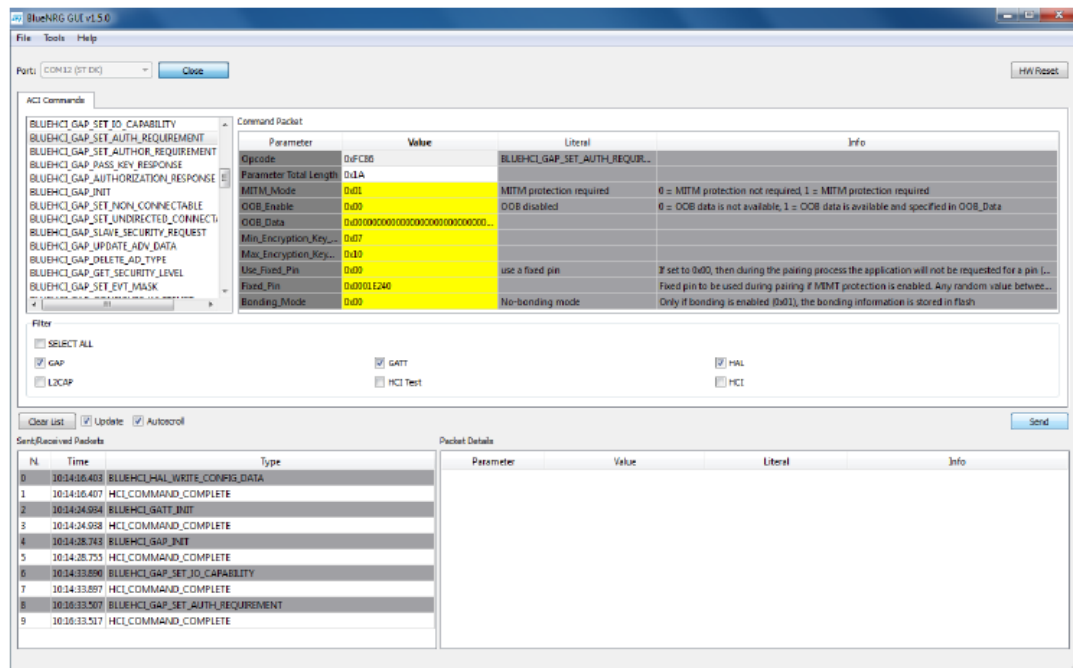 BlueNRG GUI v1.5.0
File Tools Help
Port: COM12 (ST DK) Close HW Reset
ACI Commands
BLUEHCI_GAP_SET_IO_CAPABILITY
BLUEHCI_GAP_SET_AUTH_REQUIREMENT
BLUEHCI_GAP_SET_AUTHOR_REQUIREMENT
BLUEHCI_GAP_PASS_KEY_RESPONSE
BLUEHCI_GAP_AUTHORIZATION_RESPONSE
BLUEHCI_GAP_INIT
BLUEHCI_GAP_SET_NON_CONNECTABLE
BLUEHCI_GAP_SET_UNDIRECTED_CONNECT
BLUEHCI_GAP_SLAVE_SECURITY_REQUEST
BLUEHCI_GAP_UPDATE_ADV_DATA
BLUEHCI_GAP_DELETE_AD_TYPE
BLUEHCI_GAP_GET_SECURITY_LEVEL
BLUEHCI_GAP_SET_EVT_MASK
Command Packet
Parameter Value Literal Info
Opcode 0xFC86 BLUEHCI_GAP_SET_AUTH_REQUIR...
Parameter Total Length 0x1A
MITM_Mode 0x01 MITM protection required 0 = MITM protection not required, 1 = MITM protection required
OOB_Enable 0x00 OOB disabled 0 = OOB data is not available, 1 = OOB data is available and specified in OOB_Data
OOB_Data
Min_Encryption_Key_... 0x07
Max_Encryption_Key... 0x10
Use_Fixed_Pin 0x00 use a fixed pin If set to 0x00, then during the pairing process the application will not be requested for a pin (...
Fixed_Pin 0x0001E240 Fixed pin to be used during pairing if MIMT protection is enabled. Any random value betwee...
Bonding_Mode 0x00 No-bonding mode Only if bonding is enabled (0x01), the bonding information is stored in flash
Filter
SELECT ALL
GAP GATT HAL
L2CAP HCI Test HCI
Clear List Update Autoscroll Send
Sent/Received Packets
N. Time Type
0 10:14:16.403 BLUEHCI_HAL_WRITE_CONFIG_DATA
1 10:14:16.407 HCI_COMMAND_COMPLETE
2 10:14:24.934 BLUEHCI_GATT_INIT
3 10:14:24.938 HCI_COMMAND_COMPLETE
4 10:14:28.743 BLUEHCI_GAP_INIT
5 10:14:28.755 HCI_COMMAND_COMPLETE
6 10:14:33.890 BLUEHCI_GAP_SET_IO_CAPABILITY
7 10:14:33.897 HCI_COMMAND_COMPLETE
8 10:16:33.507 BLUEHCI_GAP_SET_AUTH_REQUIREMENT
9 10:16:33.517 HCI_COMMAND_COMPLETE
Packet Details
Parameter Value Literal Info